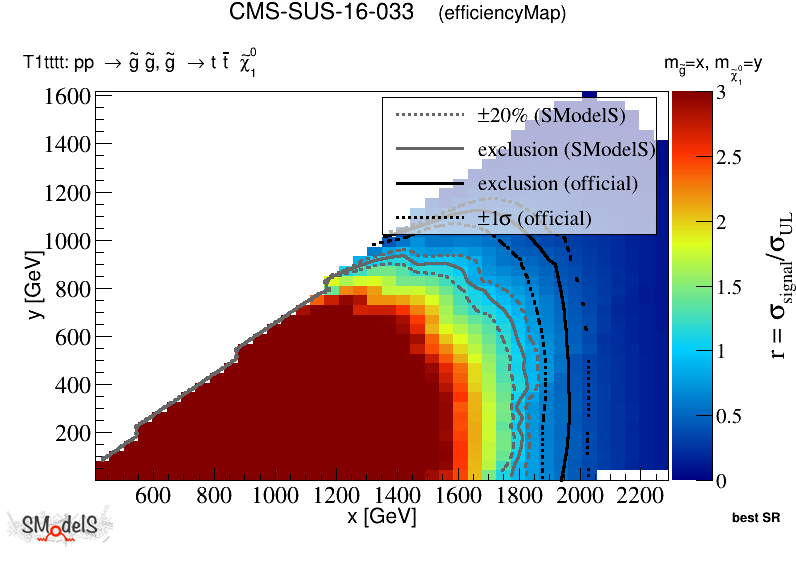 CMS-SUS-16-033 (efficiencyMap)
T1tttt: pp → g̃ g̃, g̃ → t t̄ χ̃₁⁰
m_g̃=x, m_χ̃₁⁰=y
±20% (SModelS)
exclusion (SModelS)
exclusion (official)
±1σ (official)
1600
1400
1200
1000
800
600
400
200
y [GeV]
600 800 1000 1200 1400 1600 1800 2000 2200
x [GeV]
3
2.5
2
1.5
1
0.5
0
r = σ_signal/σ_UL
SModelS
best SR